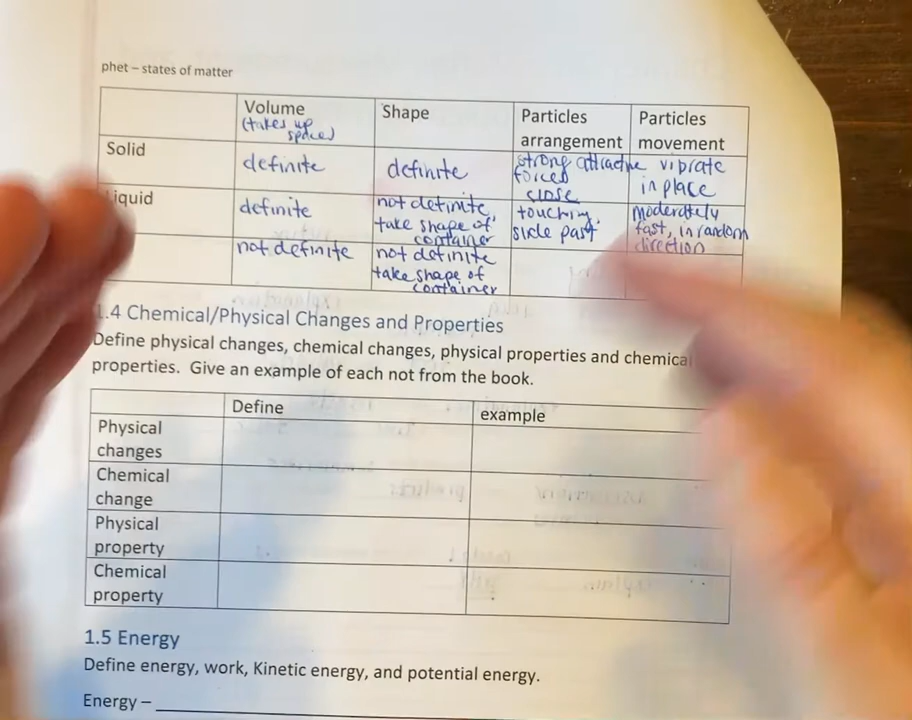 phet – states of matter
Volume
(takes up
space)
Shape
Particles
arrangement
Particles
movement
Solid
definite
definite
strong attractive
forces
close
vibrate
in place
iquid
definite
not definite,
take shape of
container
touching,
slide past
moderately
fast, in random
direction
not definite
not definite
take shape of
container
1.4 Chemical/Physical Changes and Properties
Define physical changes, chemical changes, physical properties and chemica
properties. Give an example of each not from the book.
Define
example
Physical
changes
Chemical
change
Physical
property
Chemical
property
1.5 Energy
Define energy, work, Kinetic energy, and potential energy.
Energy –